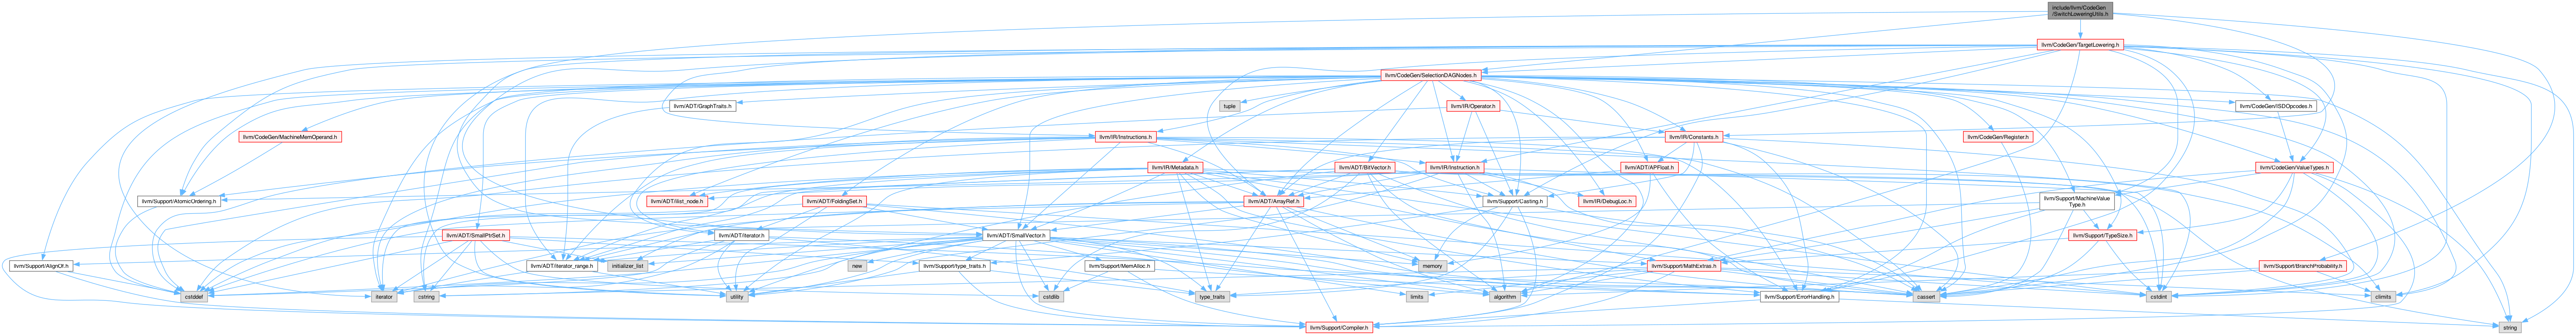 include/llvm/CodeGen
/SwitchLoweringUtils.h
llvm/CodeGen/TargetLowering.h
llvm/CodeGen/SelectionDAGNodes.h
llvm/ADT/GraphTraits.h
tuple
llvm/IR/Operator.h
llvm/CodeGen/ISDOpcodes.h
llvm/CodeGen/MachineMemOperand.h
llvm/IR/Instructions.h
llvm/IR/Constants.h
llvm/CodeGen/Register.h
llvm/IR/Metadata.h
llvm/ADT/BitVector.h
llvm/IR/Instruction.h
llvm/ADT/APFloat.h
llvm/CodeGen/ValueTypes.h
llvm/Support/AtomicOrdering.h
llvm/ADT/ilist_node.h
llvm/ADT/FoldingSet.h
llvm/ADT/ArrayRef.h
llvm/Support/Casting.h
llvm/IR/DebugLoc.h
llvm/Support/MachineValue
Type.h
llvm/ADT/SmallPtrSet.h
llvm/ADT/iterator.h
llvm/ADT/SmallVector.h
llvm/Support/TypeSize.h
llvm/Support/AlignOf.h
llvm/ADT/iterator_range.h
initializer_list
new
llvm/Support/type_traits.h
llvm/Support/MemAlloc.h
memory
llvm/Support/MathExtras.h
llvm/Support/BranchProbability.h
cstddef
iterator
cstring
utility
cstdlib
type_traits
limits
algorithm
llvm/Support/ErrorHandling.h
cassert
cstdint
climits
llvm/Support/Compiler.h
string